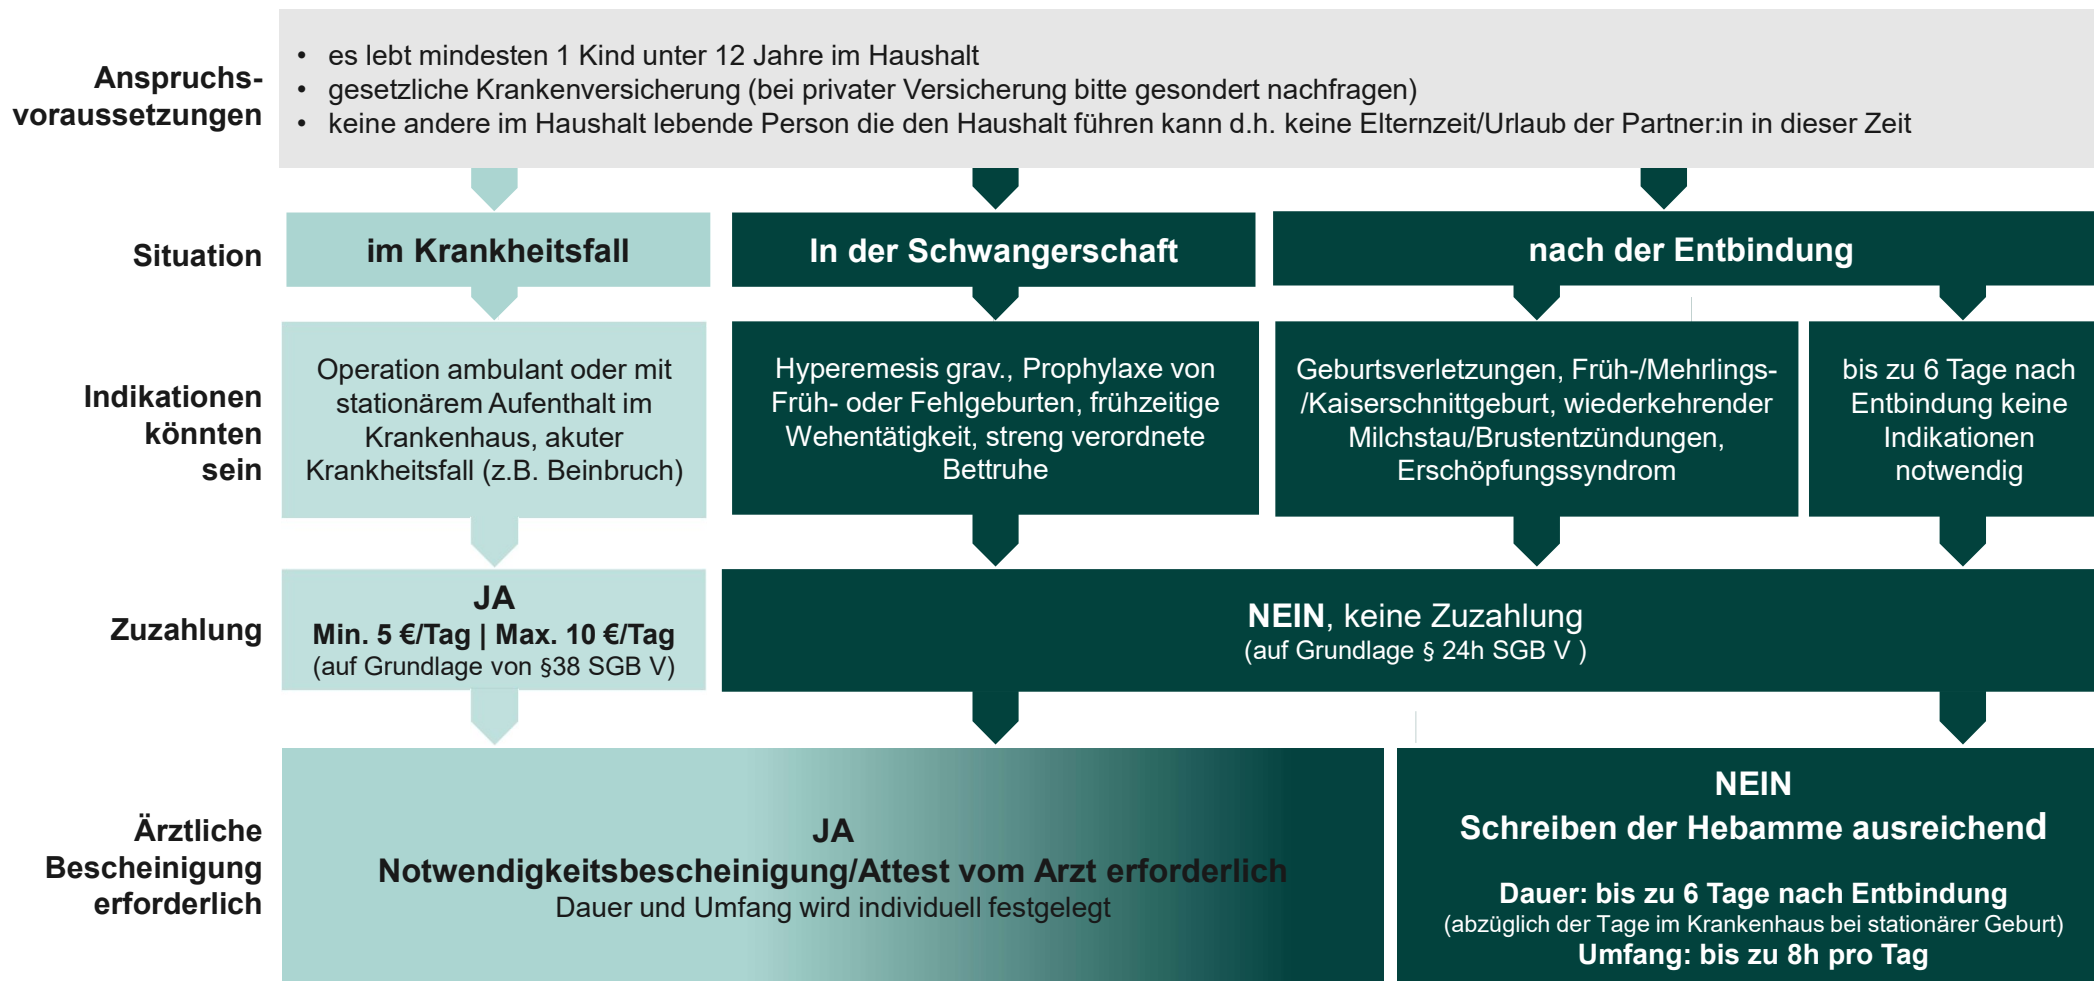 Anspruchs-
voraussetzungen
• es lebt mindesten 1 Kind unter 12 Jahre im Haushalt
• gesetzliche Krankenversicherung (bei privater Versicherung bitte gesondert nachfragen)
• keine andere im Haushalt lebende Person die den Haushalt führen kann d.h. keine Elternzeit/Urlaub der Partner:in in dieser Zeit
Situation
im Krankheitsfall
In der Schwangerschaft
nach der Entbindung
Indikationen
könnten
sein
Operation ambulant oder mit
stationärem Aufenthalt im
Krankenhaus, akuter
Krankheitsfall (z.B. Beinbruch)
Hyperemesis grav., Prophylaxe von
Früh- oder Fehlgeburten, frühzeitige
Wehentätigkeit, streng verordnete
Bettruhe
Geburtsverletzungen, Früh-/Mehrlings-
/Kaiserschnittgeburt, wiederkehrender
Milchstau/Brustentzündungen,
Erschöpfungssyndrom
bis zu 6 Tage nach
Entbindung keine
Indikationen
notwendig
Zuzahlung
JA
Min. 5 €/Tag | Max. 10 €/Tag
(auf Grundlage von §38 SGB V)
NEIN, keine Zuzahlung
(auf Grundlage § 24h SGB V )
Ärztliche
Bescheinigung
erforderlich
JA
Notwendigkeitsbescheinigung/Attest vom Arzt erforderlich
Dauer und Umfang wird individuell festgelegt
NEIN
Schreiben der Hebamme ausreichend
Dauer: bis zu 6 Tage nach Entbindung
(abzüglich der Tage im Krankenhaus bei stationärer Geburt)
Umfang: bis zu 8h pro Tag